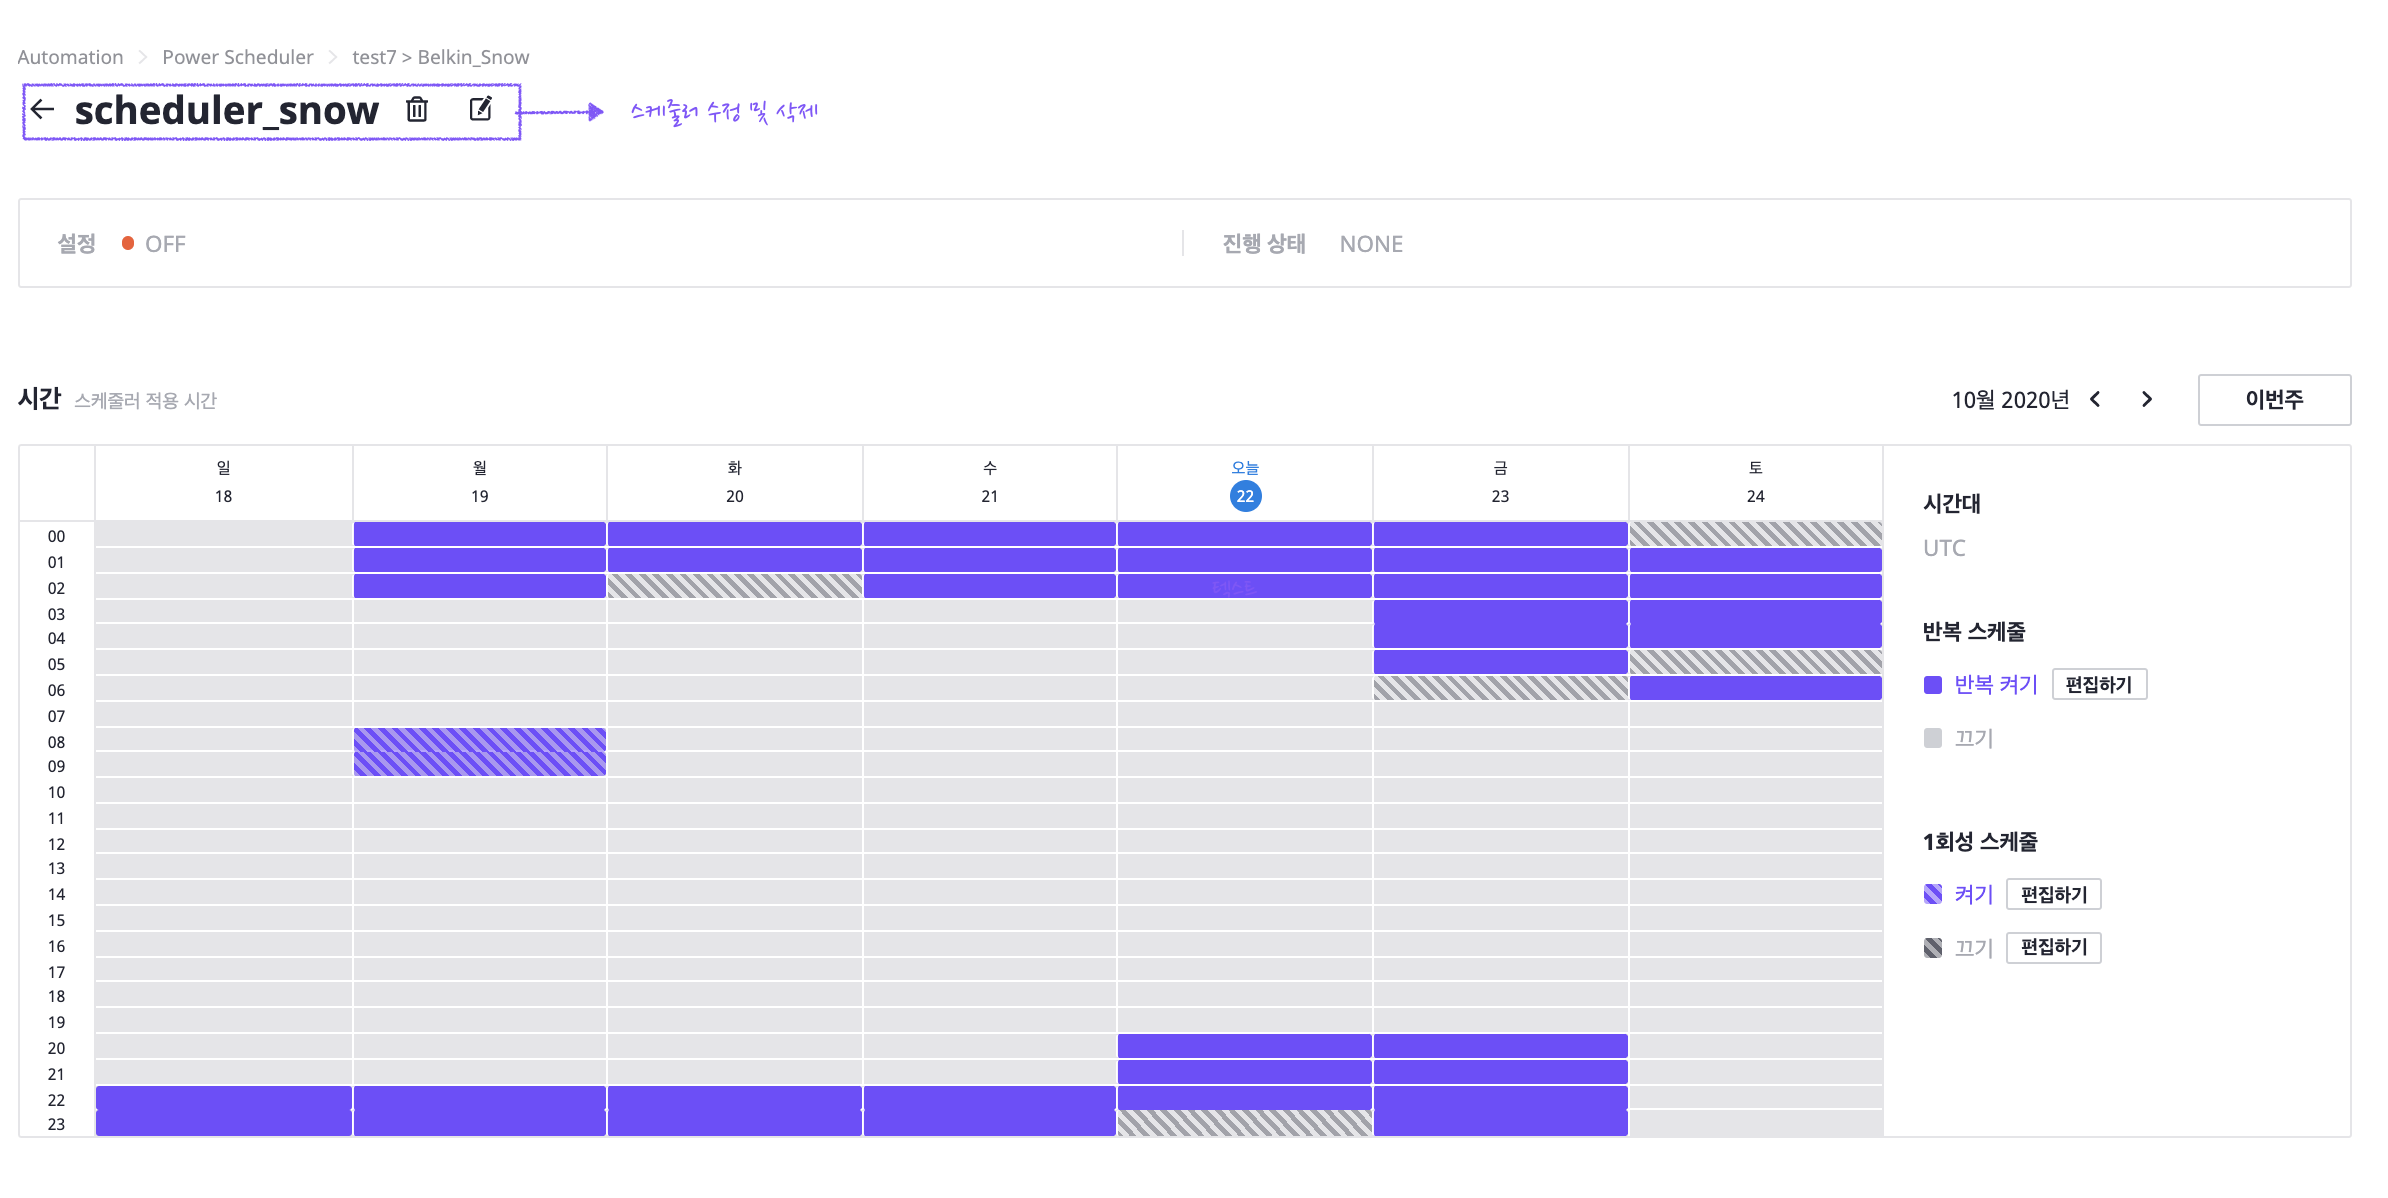 Automation > Power Scheduler > test7 > Belkin_Snow
scheduler_snow
스케줄러 수정 및 삭제
설정 OFF
진행 상태 NONE
시간 스케줄러 적용 시간
10월 2020년
이번주
일 월 화 수 오늘 금 토
18 19 20 21 22 23 24
00
01
02 텍스트
03
04
05
06
07
08
09
10
11
12
13
14
15
16
17
18
19
20
21
22
23
시간대
UTC
반복 스케줄
반복 켜기 편집하기
끄기
1회성 스케줄
켜기 편집하기
끄기 편집하기